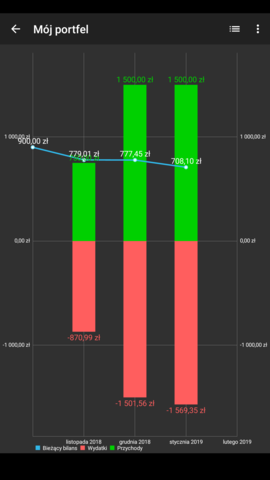 Mój portfel
1 500,00 zł
1 500,00 zł
1 000,00 zł
1 000,00 zł
900,00 zł
779,01 zł
777,45 zł
708,10 zł
0,00 zł
0,00 zł
-870,99 zł
-1 000,00 zł
-1 000,00 zł
-1 501,56 zł
-1 569,35 zł
listopada 2018
grudnia 2018
stycznia 2019
lutego 2019
Bieżący bilans
Wydatki
Przychody